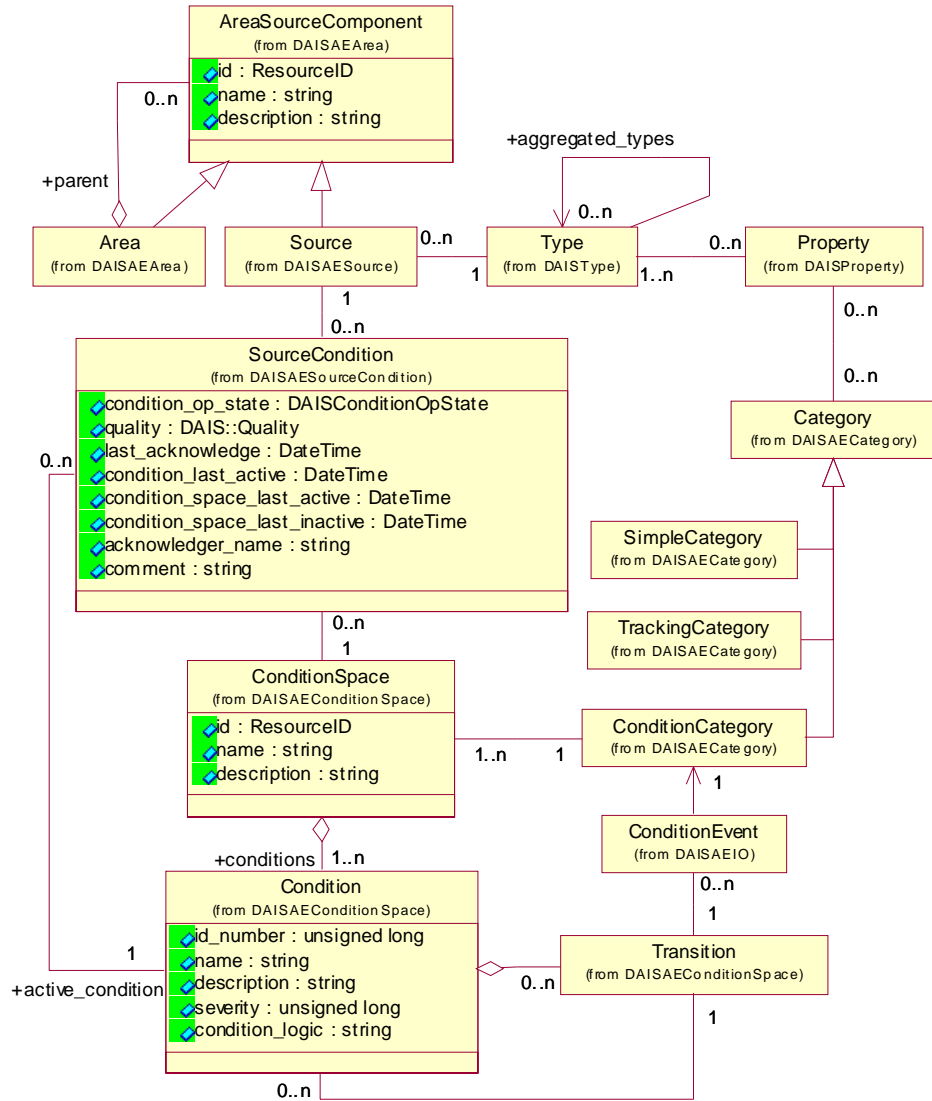 AreaSourceComponent
(from DAISAEArea)
id : ResourceID
name : string
description : string
0..n
+parent
+aggregated_types
0..n
Area
(from DAISAEArea)
Source
(from DAISAESource)
0..n
1
Type
(from DAISType)
1..n
0..n
Property
(from DAISProperty)
1
0..n
0..n
0..n
SourceCondition
(from DAISAESourceCondition)
condition_op_state : DAISConditionOpState
quality : DAIS::Quality
last_acknowledge : DateTime
condition_last_active : DateTime
condition_space_last_active : DateTime
condition_space_last_inactive : DateTime
acknowledger_name : string
comment : string
0..n
Category
(from DAISAECategory)
SimpleCategory
(from DAISAECategory)
TrackingCategory
(from DAISAECategory)
0..n
1
ConditionSpace
(from DAISAEConditionSpace)
id : ResourceID
name : string
description : string
1..n
1
ConditionCategory
(from DAISAECategory)
1
ConditionEvent
(from DAISAEIO)
0..n
1
+conditions
1..n
Condition
(from DAISAEConditionSpace)
id_number : unsigned long
name : string
description : string
severity : unsigned long
condition_logic : string
1
+active_condition
0..n
Transition
(from DAISAEConditionSpace)
1
0..n